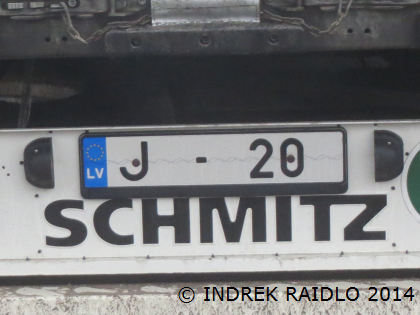 LV J - 20
SCHMITZ
© INDREK RAIDLO 2014